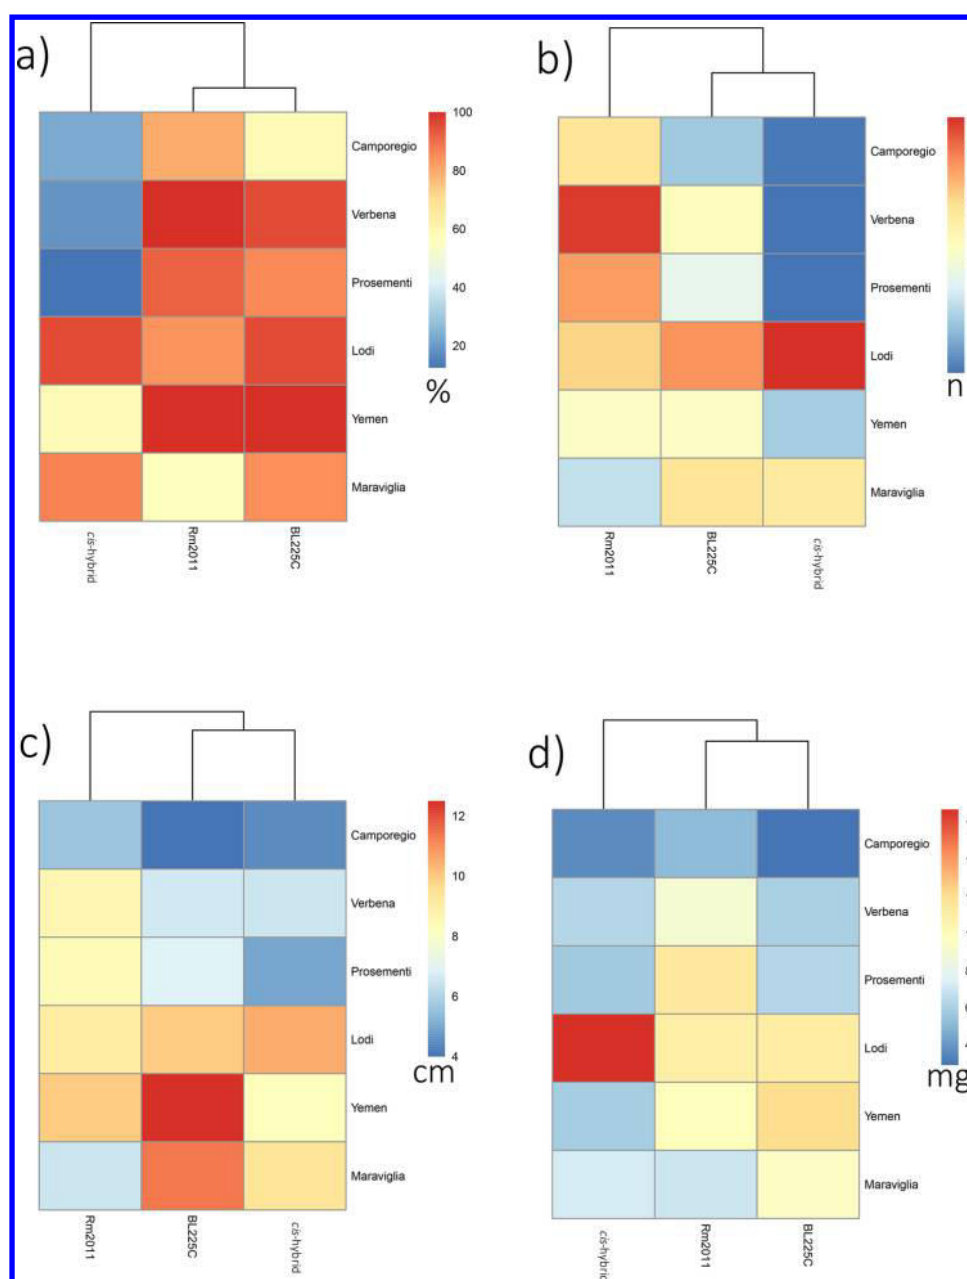 a)
100
Camporegio
80
Verbena
60
Prosementi
40
20
Lodi
%
Yemen
Maraviglia
cis-hybrid
Rm2011
BL225C
b)
Camporegio
Verbena
Prosementi
Lodi
n
Yemen
Maraviglia
Rm2011
BL225C
cis-hybrid
c)
12
Camporegio
10
Verbena
8
Prosementi
6
Lodi
4
cm
Yemen
Maraviglia
Rm2011
BL225C
cis-hybrid
d)
Camporegio
Verbena
Prosementi
Lodi
mg
Yemen
Maraviglia
cis-hybrid
Rm2011
BL225C